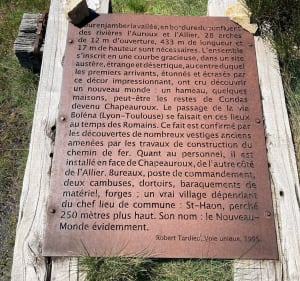 Pour enjamber la vallée, en bordure du confluent
des rivières l'Auroux et l'Allier, 28 arches
de 12 m d'ouverture, 433 m de longueur et
17 m de hauteur sont nécessaires. L'ensemble
s'inscrit en une courbe gracieuse, dans un site
austère, étrange et désertique, au centre duquel
les premiers arrivants, étonnés et écrasés par
ce décor impressionnant, ont cru découvrir
un nouveau monde : un hameau, quelques
maisons, peut-être les restes de Condas
devenu Chapeauroux. Le passage de la via
Boléna (Lyon-Toulouse) se faisait en ces lieux
au temps des Romains. Ce fait est confirmé par
les découvertes de nombreux vestiges anciens
amenées par les travaux de construction du
chemin de fer. Quant au personnel, il est
installé en face de Chapeauroux, de l'autre côté
de l'Allier. Bureaux, poste de commandement,
deux cambuses, dortoirs, baraquements de
matériel, forges : un vrai village dépendant
du chef lieu de commune : St-Haon, perché
250 mètres plus haut. Son nom : le Nouveau-
Monde évidemment.
Robert Tardieu, Voie unique, 1995.